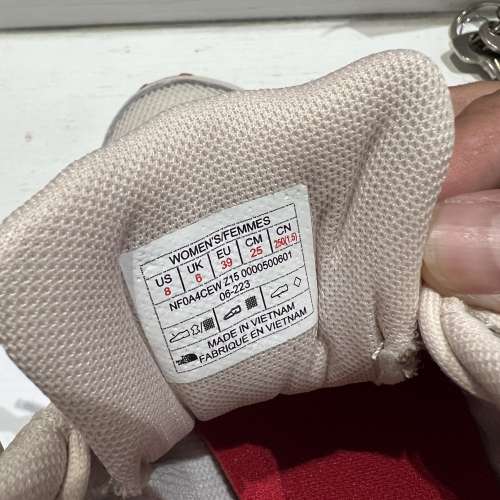 WOMEN'S/FEMMES
US UK EU CM CN
8 6 39 25 250(1.5)
NF0A4CEW Z15 0000500601
06-223
MADE IN VIETNAM
FABRIQUE EN VIETNAM